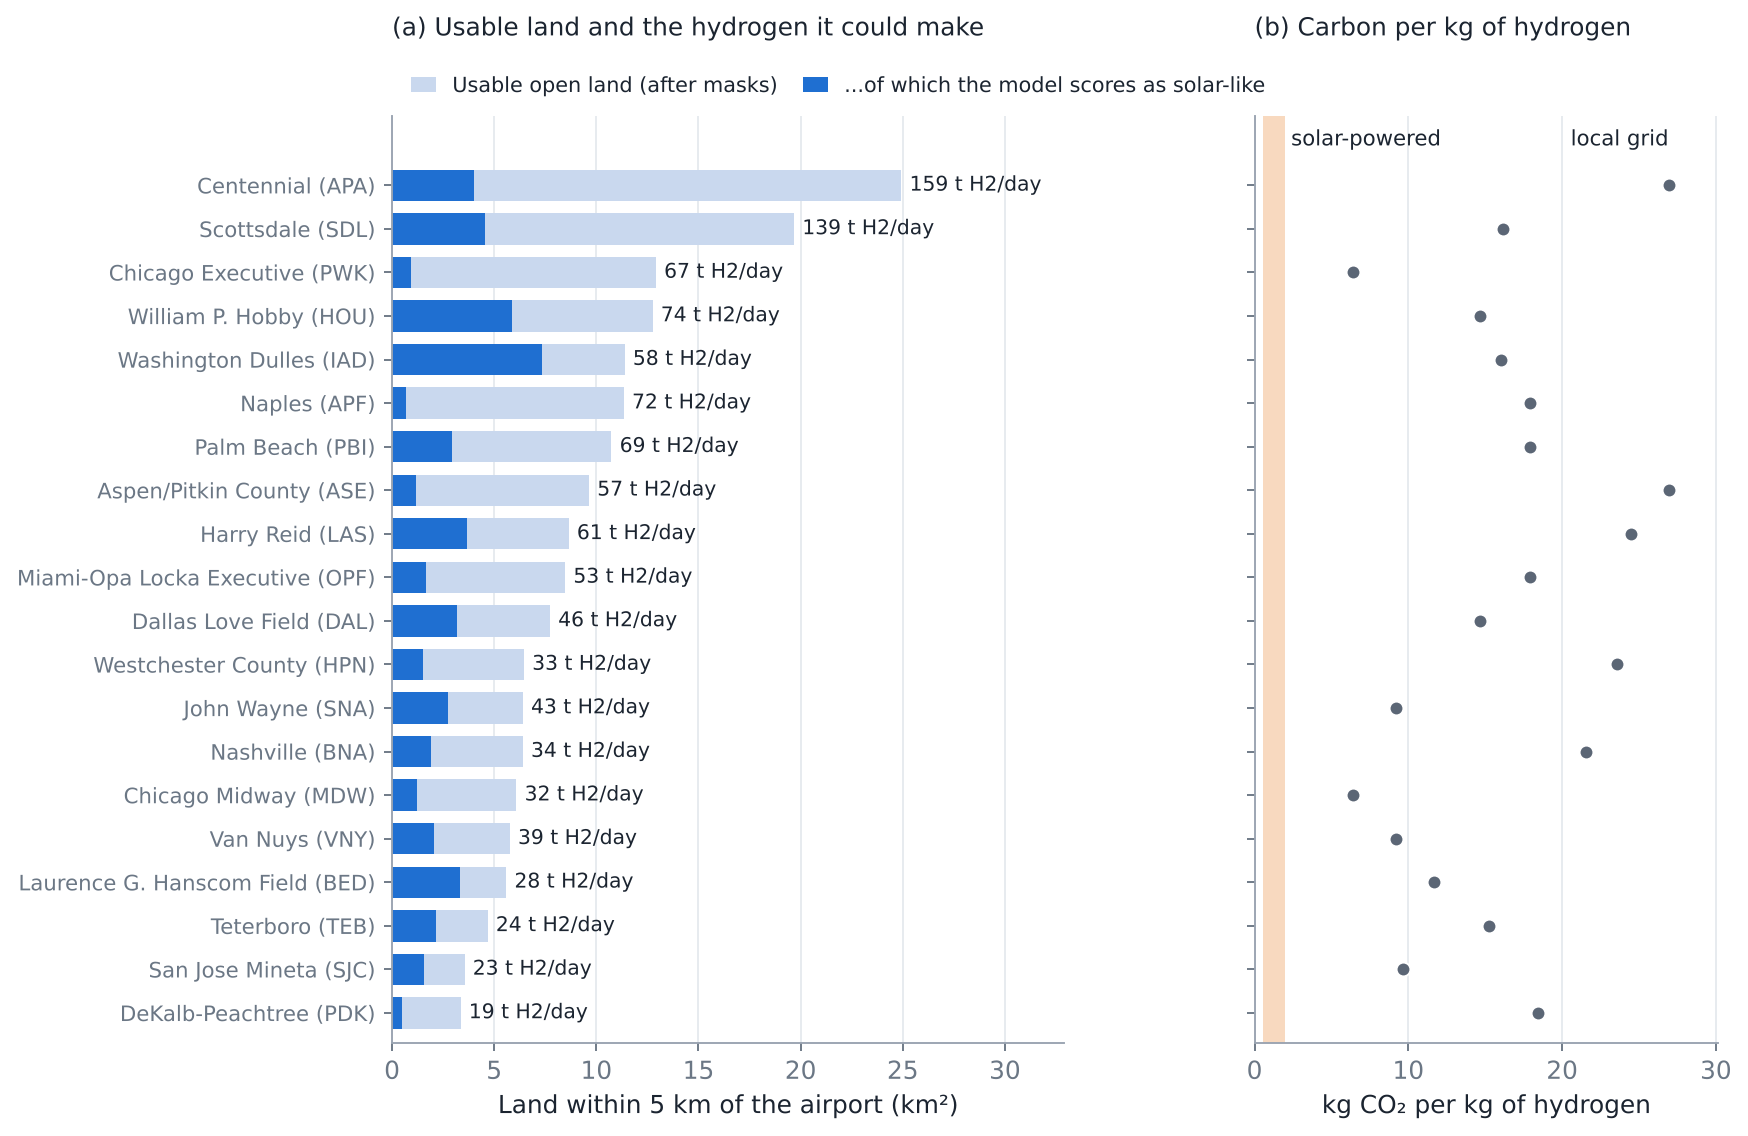 (a) Usable land and the hydrogen it could make
(b) Carbon per kg of hydrogen
Usable open land (after masks)
...of which the model scores as solar-like
solar-powered
local grid
Centennial (APA)
159 t H2/day
Scottsdale (SDL)
139 t H2/day
Chicago Executive (PWK)
67 t H2/day
William P. Hobby (HOU)
74 t H2/day
Washington Dulles (IAD)
58 t H2/day
Naples (APF)
72 t H2/day
Palm Beach (PBI)
69 t H2/day
Aspen/Pitkin County (ASE)
57 t H2/day
Harry Reid (LAS)
61 t H2/day
Miami-Opa Locka Executive (OPF)
53 t H2/day
Dallas Love Field (DAL)
46 t H2/day
Westchester County (HPN)
33 t H2/day
John Wayne (SNA)
43 t H2/day
Nashville (BNA)
34 t H2/day
Chicago Midway (MDW)
32 t H2/day
Van Nuys (VNY)
39 t H2/day
Laurence G. Hanscom Field (BED)
28 t H2/day
Teterboro (TEB)
24 t H2/day
San Jose Mineta (SJC)
23 t H2/day
DeKalb-Peachtree (PDK)
19 t H2/day
0 5 10 15 20 25 30
0 10 20 30
Land within 5 km of the airport (km²)
kg CO₂ per kg of hydrogen